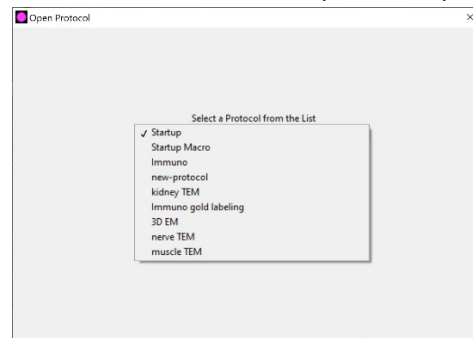 Open Protocol
Select a Protocol from the List
✓ Startup
Startup Macro
Immuno
new-protocol
kidney TEM
Immuno gold labeling
3D EM
nerve TEM
muscle TEM